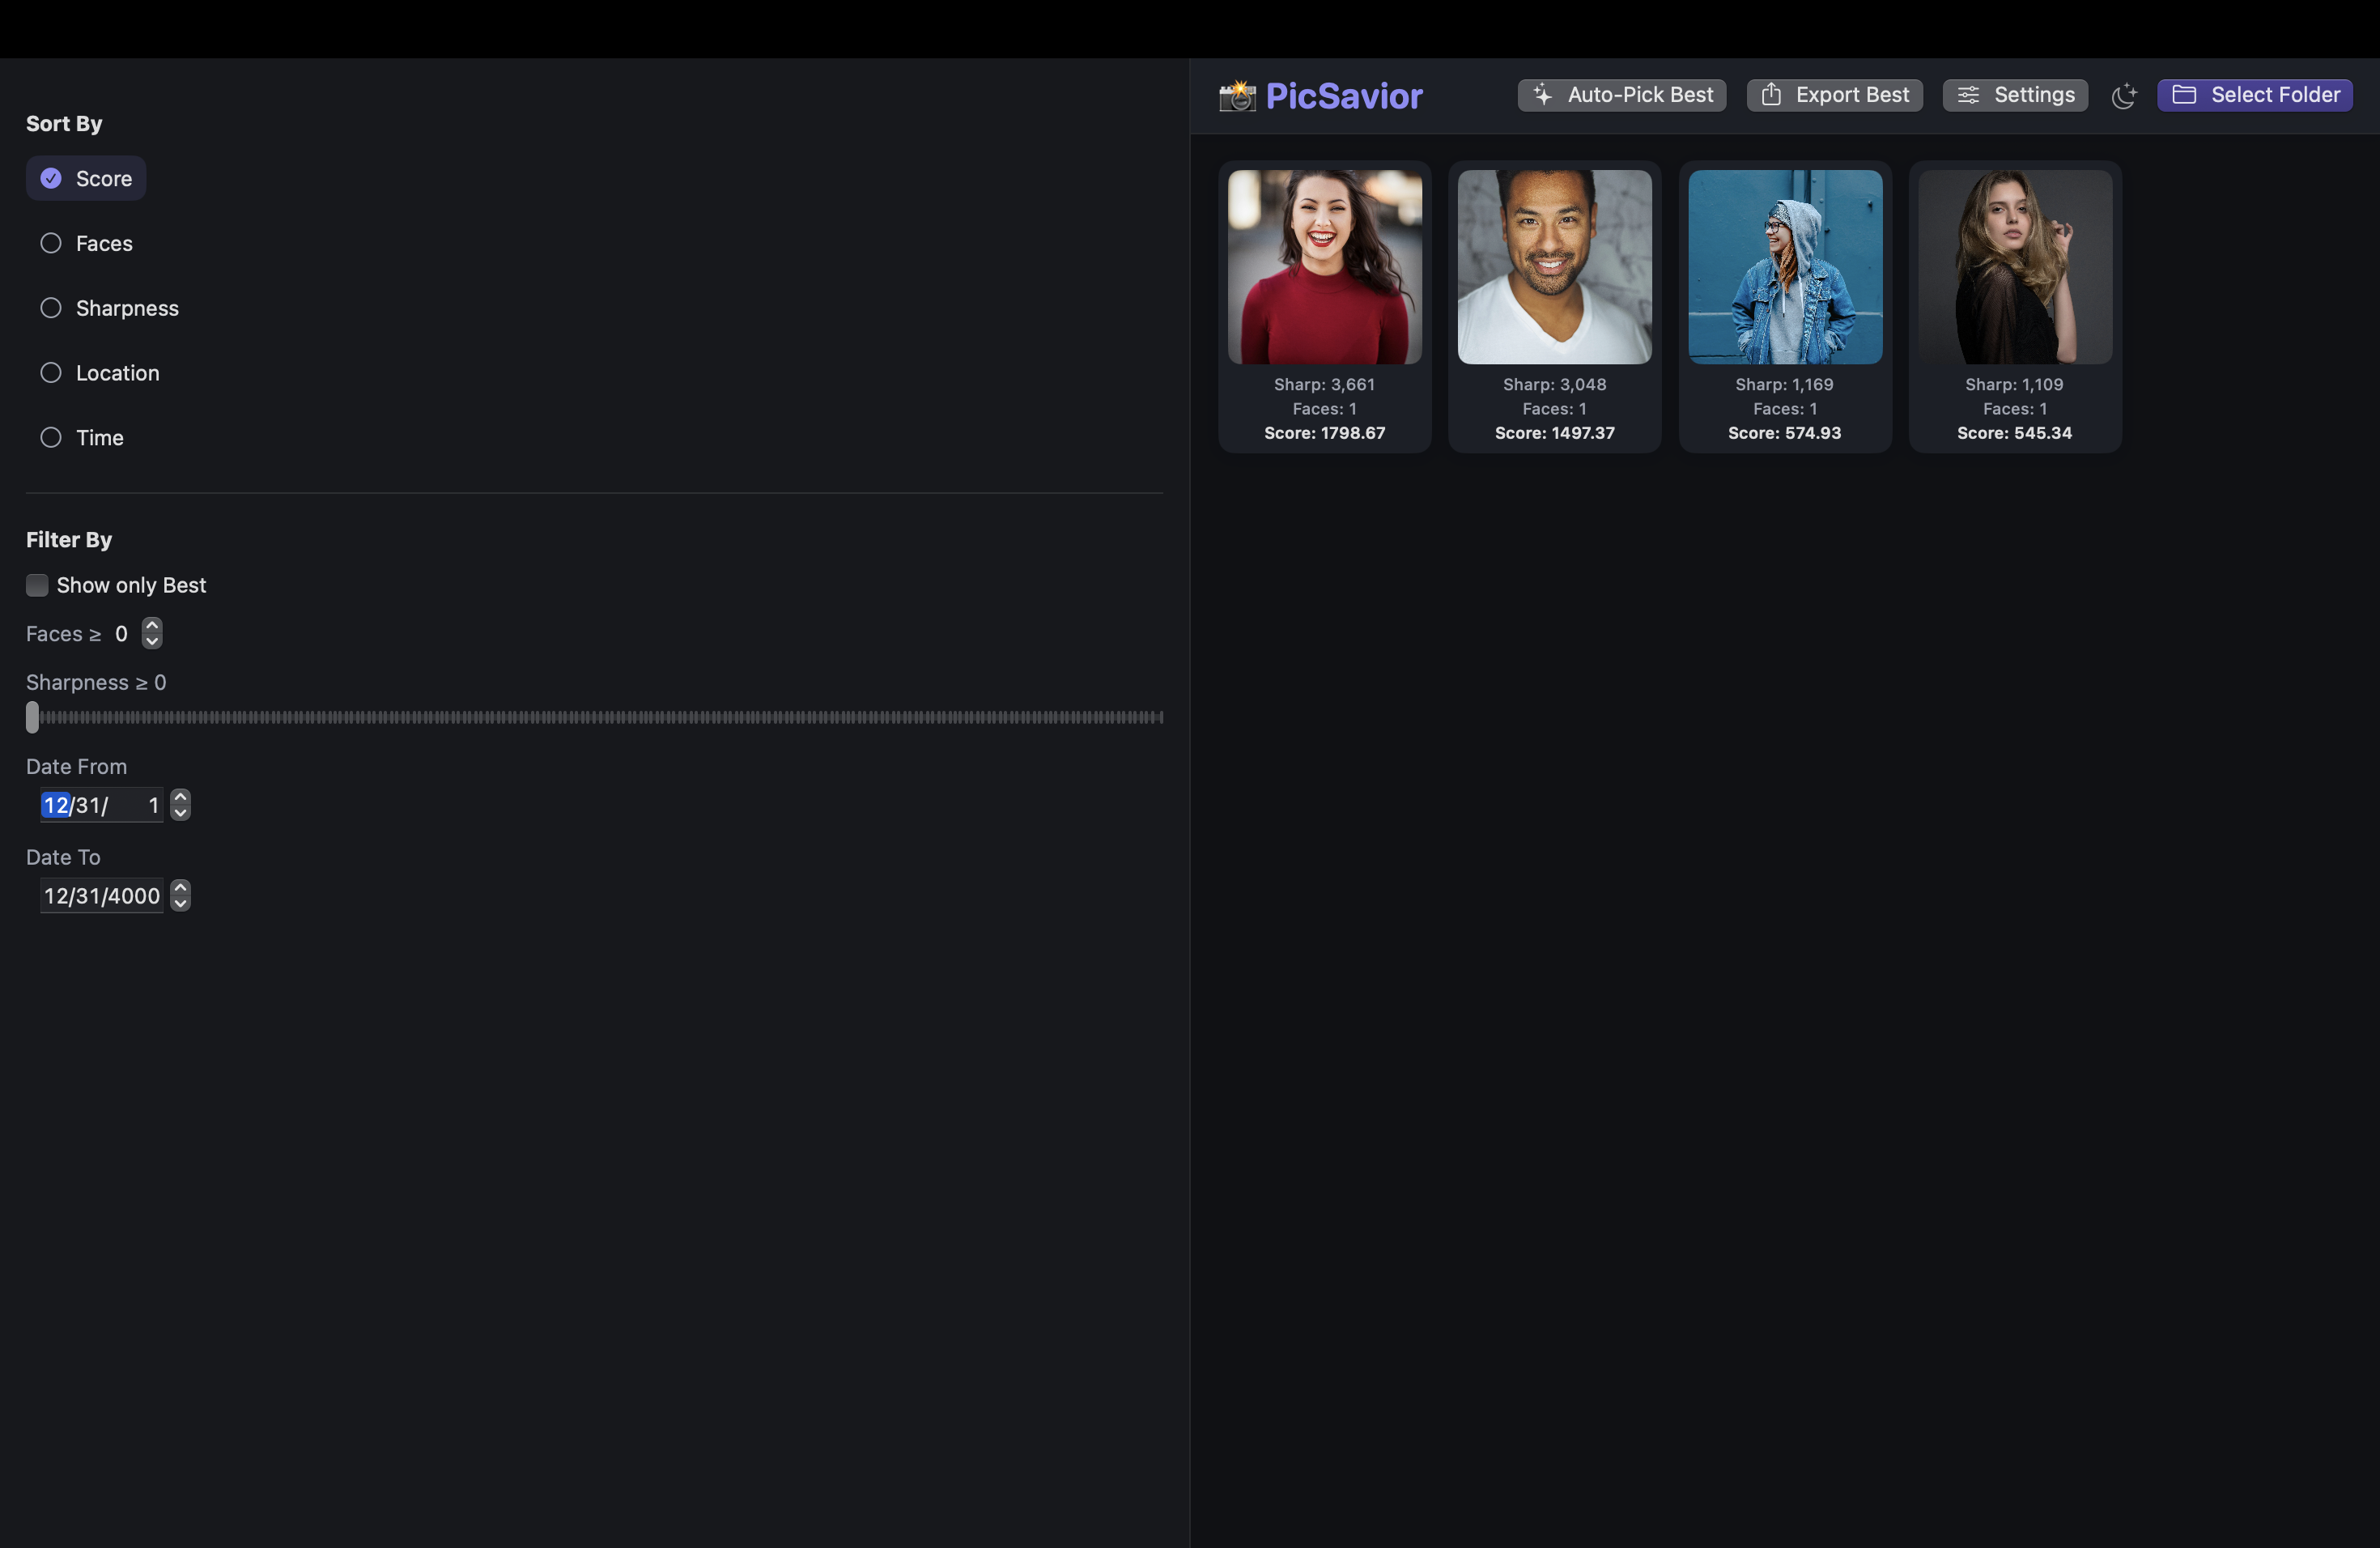 Sort By
Score
Faces
Sharpness
Location
Time
Filter By
Show only Best
Faces ≥ 0
Sharpness ≥ 0
Date From
12/31/ 1
Date To
12/31/4000
PicSavior
Auto-Pick Best
Export Best
Settings
Select Folder
Sharp: 3,661
Faces: 1
Score: 1798.67
Sharp: 3,048
Faces: 1
Score: 1497.37
Sharp: 1,169
Faces: 1
Score: 574.93
Sharp: 1,109
Faces: 1
Score: 545.34